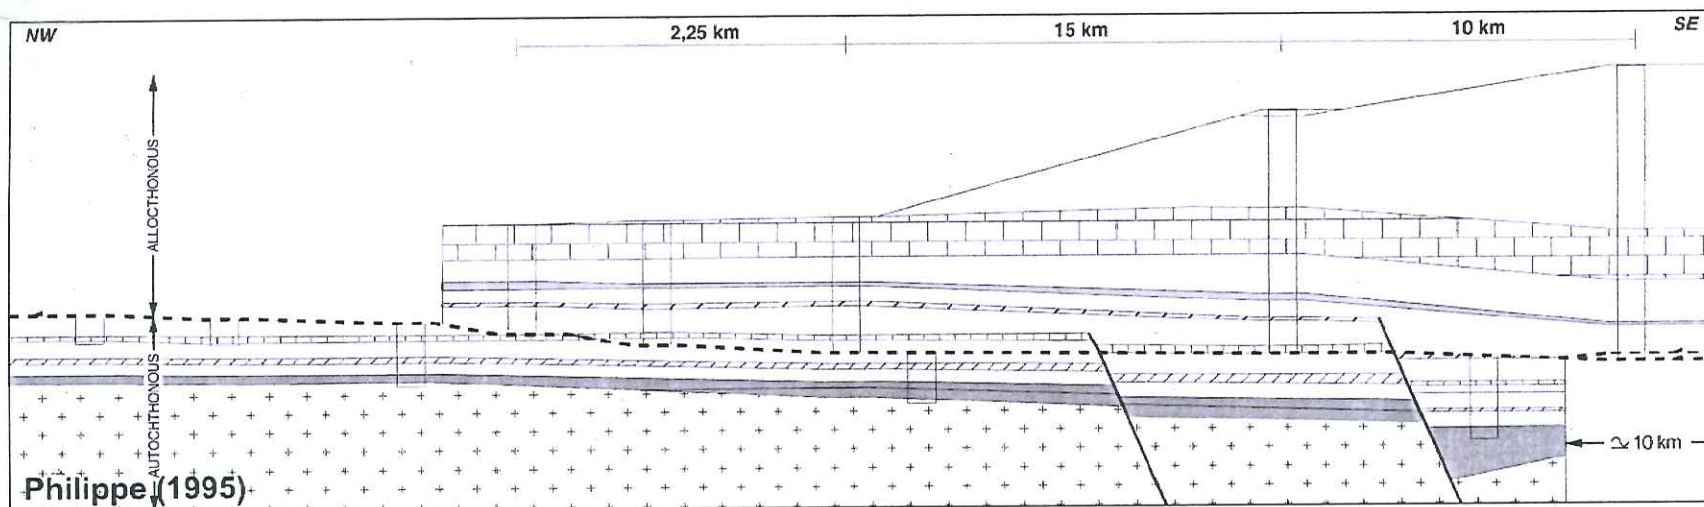 NW
2,25 km
15 km
10 km
SE
ALLOCTHONOUS
AUTOCHTHONOUS
≃ 10 km
Philippe (1995)